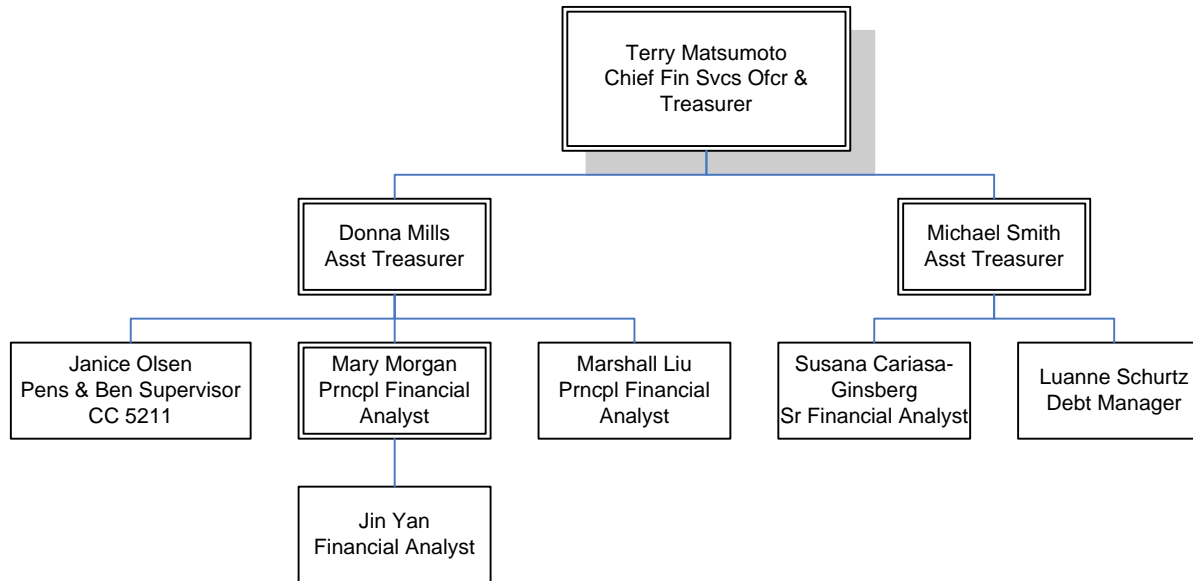 Terry Matsumoto
Chief Fin Svcs Ofcr &
Treasurer
Donna Mills
Asst Treasurer
Michael Smith
Asst Treasurer
Janice Olsen
Pens & Ben Supervisor
CC 5211
Mary Morgan
Prncpl Financial
Analyst
Marshall Liu
Prncpl Financial
Analyst
Susana Cariasa-
Ginsberg
Sr Financial Analyst
Luanne Schurtz
Debt Manager
Jin Yan
Financial Analyst